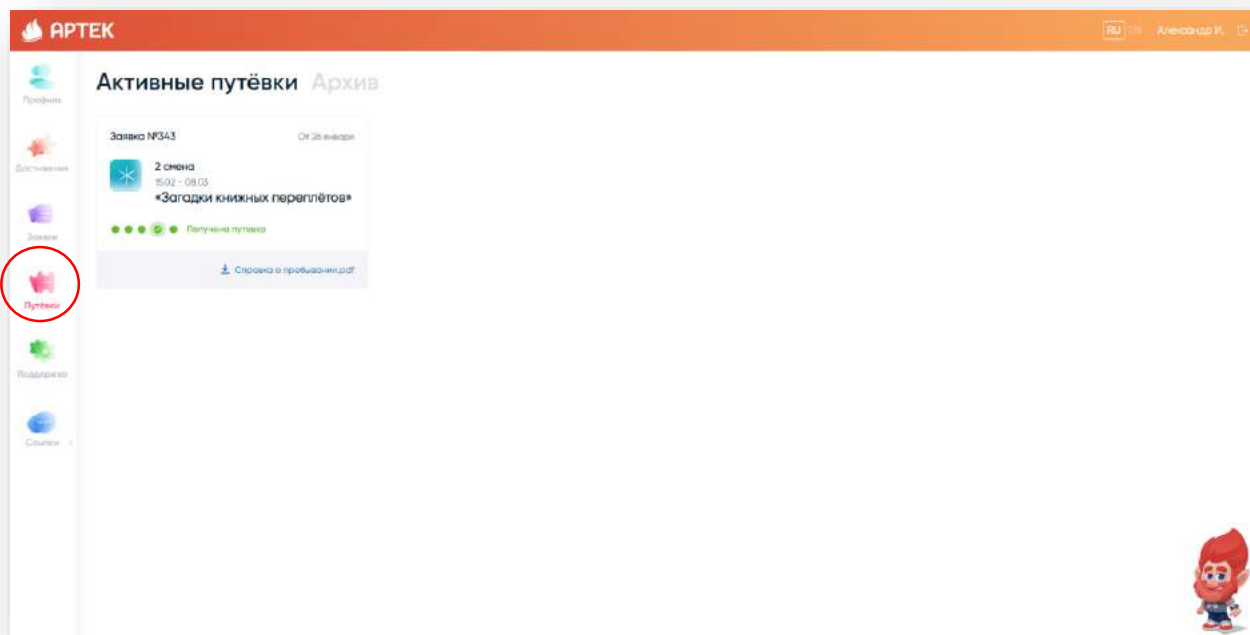 АРТЕК
RU EN Александр И.
Профиль
Достижения
Заявки
Путёвки
Поддержка
Ссылки
Активные путёвки Архив
Заявка №343 От 26 января
2 смена
15.02 - 08.03
«Загадки книжных переплётов»
Получена путевка
Справка о пребывании.pdf